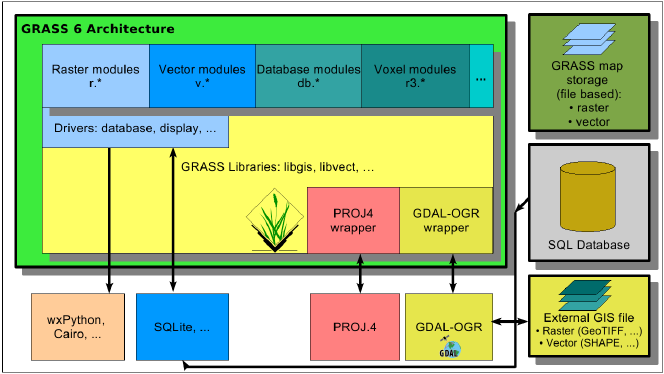 GRASS 6 Architecture
Raster modules
r.*
Vector modules
v.*
Database modules
db.*
Voxel modules
r3.*
...
Drivers: database, display, ...
GRASS Libraries: libgis, libvect, ...
PROJ4
wrapper
GDAL-OGR
wrapper
wxPython,
Cairo, ...
SQLite, ...
PROJ.4
GDAL-OGR
GDAL
GRASS map
storage
(file based):
• raster
• vector
SQL Database
External GIS file
• Raster (GeoTIFF, ...)
• Vector (SHAPE, ...)